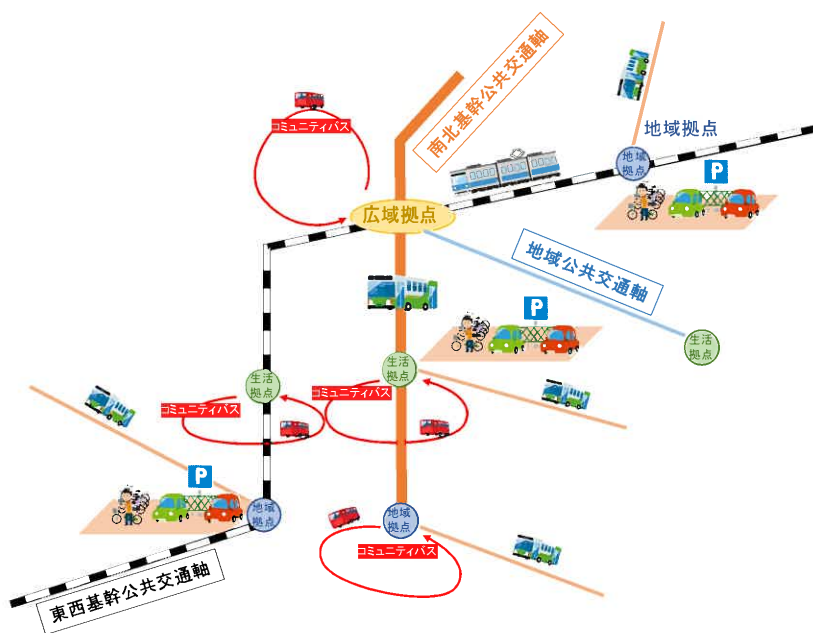 南北基幹公共交通軸
コミュニティバス
地域拠点
地域
拠点
P
広域拠点
地域公共交通軸
P
生活
拠点
生活
拠点
生活
拠点
コミュニティバス
コミュニティバス
P
地域
拠点
地域
拠点
コミュニティバス
東西基幹公共交通軸